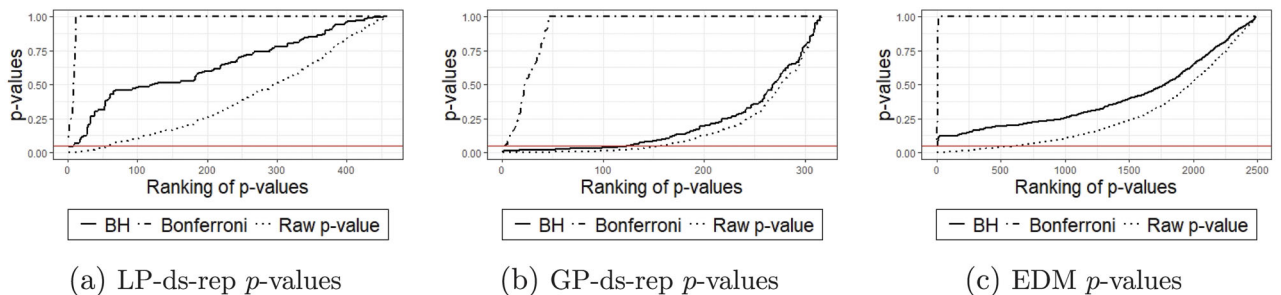 p-values
1.00
0.75
0.50
0.25
0.00
0 100 200 300 400
Ranking of p-values
BH Bonferroni Raw p-value
(a) LP-ds-rep p-values
p-values
1.00
0.75
0.50
0.25
0.00
0 100 200 300
Ranking of p-values
BH Bonferroni Raw p-value
(b) GP-ds-rep p-values
p-values
1.00
0.75
0.50
0.25
0.00
0 500 1000 1500 2000 2500
Ranking of p-values
BH Bonferroni Raw p-value
(c) EDM p-values